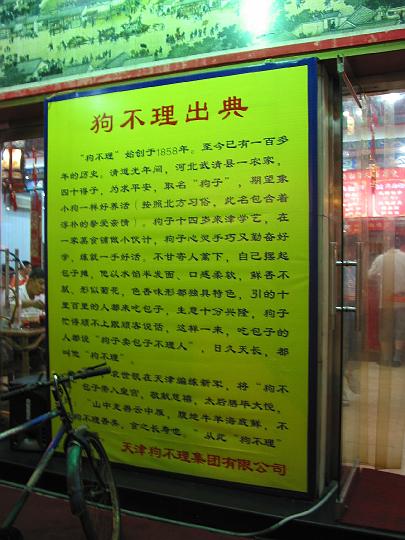 狗不理出典
"狗不理"始创于1858年。至今已有一百多
年的历史，清道光年间，河北武清县一农家，
四十得子，为求平安，取名"狗子"，期望象
小狗一样好养活（按照北方习俗，此名包含着
淳朴的挚爱亲情）。狗子十四岁来津学艺，在
一家蒸食铺做小伙计，狗子心灵手巧又勤奋好
学，练就一手好活。不甘寄人篱下，自己摆起
包子摊，他以水馅半发面，口感柔软，鲜香不
腻，形似菊花，色香味形都独具特色，引的十
里百里的人都来吃包子，生意十分兴隆，狗子
忙得顾不上跟顾客说话，这样一来，吃包子的
人都说"狗子卖包子不理人"，日久天长，都
叫他"狗不理"。
袁世凯在天津编练新军，将"狗不
包子带入皇宫，敬献慈禧，太后膳毕大悦，
"山中走兽云中雁，腹地牛羊海底鲜，不
狗不理香矣，食之长寿也。"从此"狗不理"
天津狗不理集团有限公司